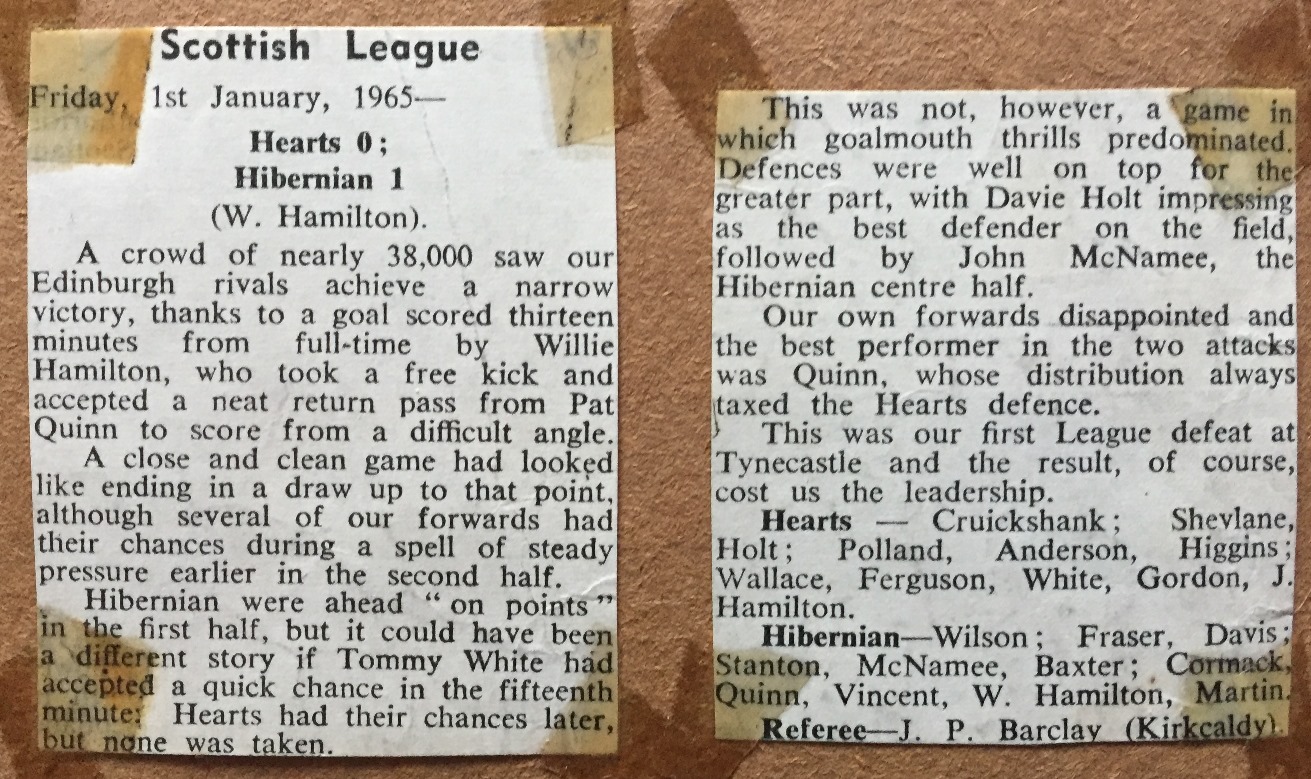 Scottish League
Friday, 1st January, 1965—
Hearts 0;
Hibernian 1
(W. Hamilton).
A crowd of nearly 38,000 saw our
Edinburgh rivals achieve a narrow
victory, thanks to a goal scored thirteen
minutes from full-time by Willie
Hamilton, who took a free kick and
accepted a neat return pass from Pat
Quinn to score from a difficult angle.
A close and clean game had looked
like ending in a draw up to that point,
although several of our forwards had
their chances during a spell of steady
pressure earlier in the second half.
Hibernian were ahead “on points”
in the first half, but it could have been
a different story if Tommy White had
accepted a quick chance in the fifteenth
minute: Hearts had their chances later,
but none was taken.
This was not, however, a game in
which goalmouth thrills predominated.
Defences were well on top for the
greater part, with Davie Holt impressing
as the best defender on the field,
followed by John McNamee, the
Hibernian centre half.
Our own forwards disappointed and
the best performer in the two attacks
was Quinn, whose distribution always
taxed the Hearts defence.
This was our first League defeat at
Tynecastle and the result, of course,
cost us the leadership.
Hearts — Cruickshank; Shevlane,
Holt; Polland, Anderson, Higgins;
Wallace, Ferguson, White, Gordon, J.
Hamilton.
Hibernian—Wilson; Fraser, Davis;
Stanton, McNamee, Baxter; Cormack,
Quinn, Vincent, W. Hamilton, Martin.
Referee—J. P. Barclay (Kirkcaldy).